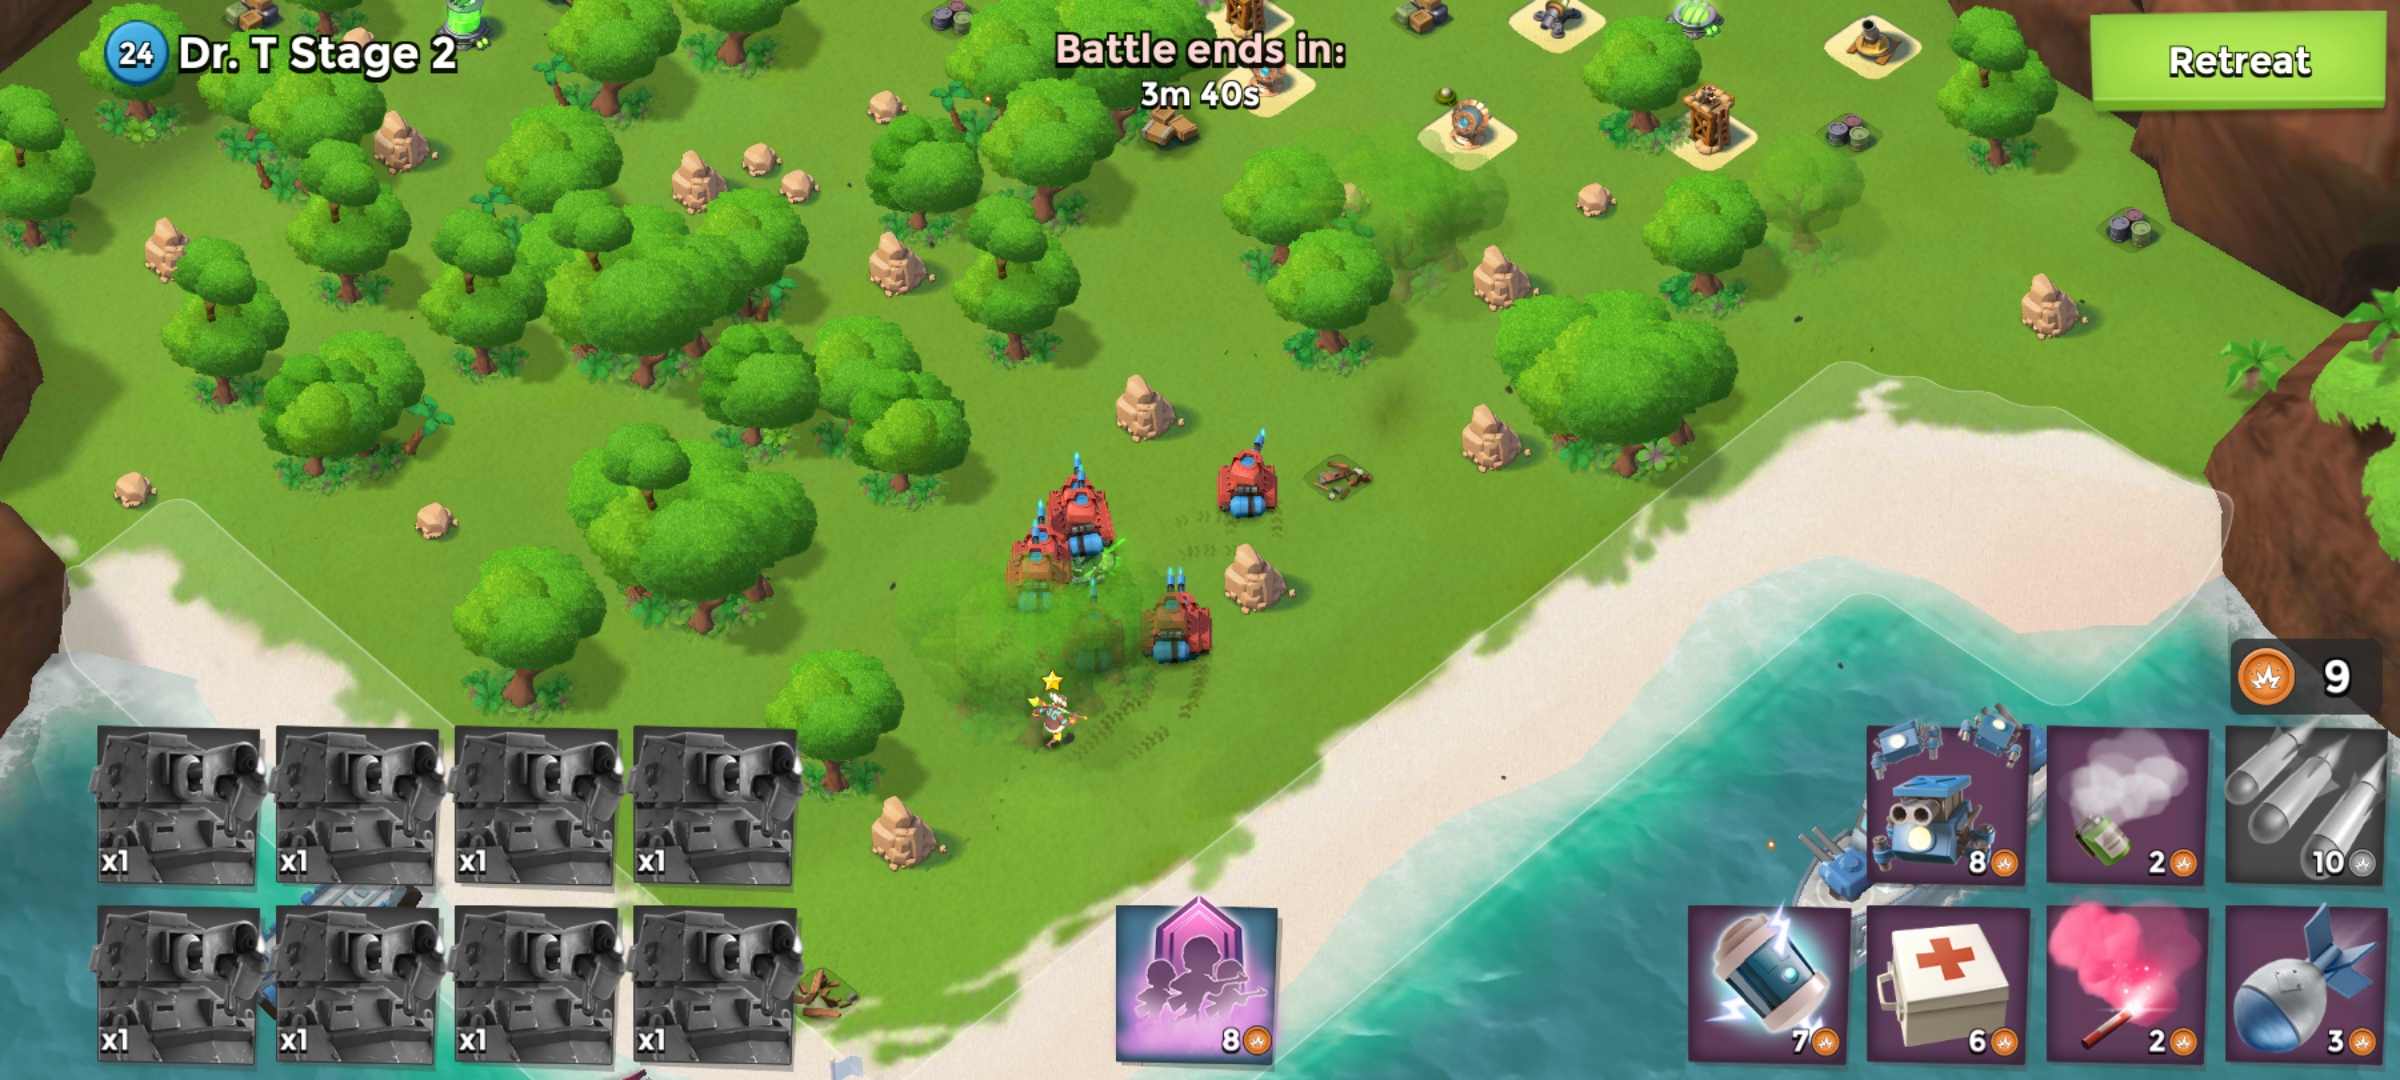 24 Dr. T Stage 2
Battle ends in:
3m 40s
Retreat
9
x1 x1 x1 x1
8 2 10
x1 x1 x1 x1
8
7 6 2 3